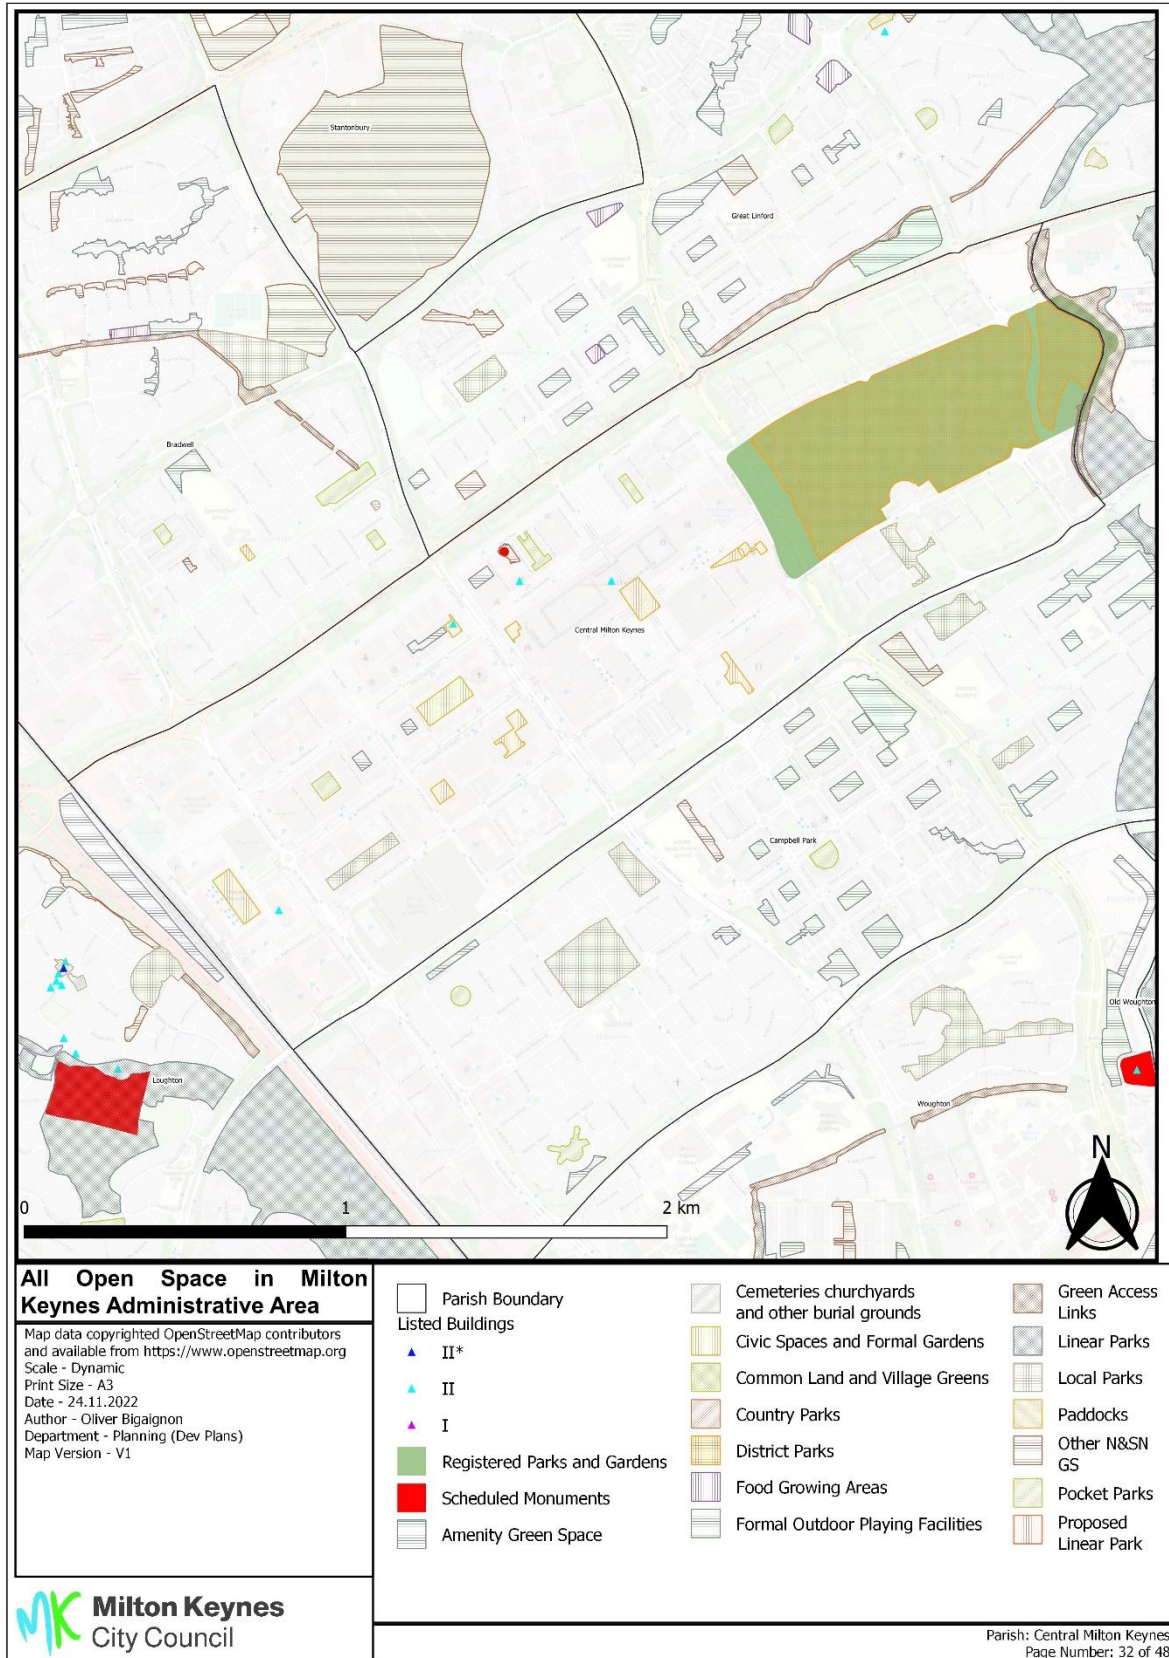 Stantonbury
Great Linford
Bradwell
Central Milton Keynes
Campbell Park
Old Woughton
Loughton
Woughton
N
0 1 2 km
All Open Space in Milton
Keynes Administrative Area
Map data copyrighted OpenStreetMap contributors
and available from https://www.openstreetmap.org
Scale - Dynamic
Print Size - A3
Date - 24.11.2022
Author - Oliver Bigaignon
Department - Planning (Dev Plans)
Map Version - V1
MK Milton Keynes
City Council
Parish Boundary
Listed Buildings
II*
II
I
Registered Parks and Gardens
Scheduled Monuments
Amenity Green Space
Cemeteries churchyards
and other burial grounds
Civic Spaces and Formal Gardens
Common Land and Village Greens
Country Parks
District Parks
Food Growing Areas
Formal Outdoor Playing Facilities
Green Access
Links
Linear Parks
Local Parks
Paddocks
Other N&SN
GS
Pocket Parks
Proposed
Linear Park
Parish: Central Milton Keynes
Page Number: 32 of 48